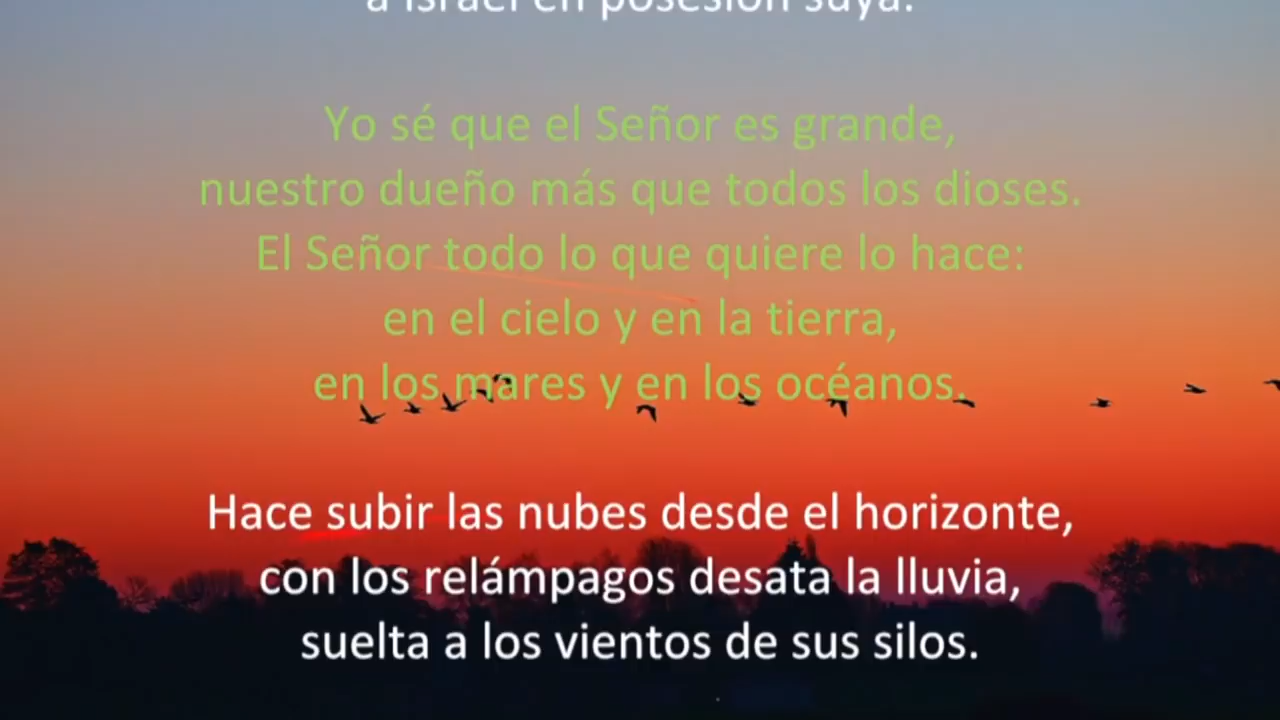 a Israel en posesión suya.
Yo sé que el Señor es grande,
nuestro dueño más que todos los dioses.
El Señor todo lo que quiere lo hace:
en el cielo y en la tierra,
en los mares y en los océanos.
Hace subir las nubes desde el horizonte,
con los relámpagos desata la lluvia,
suelta a los vientos de sus silos.